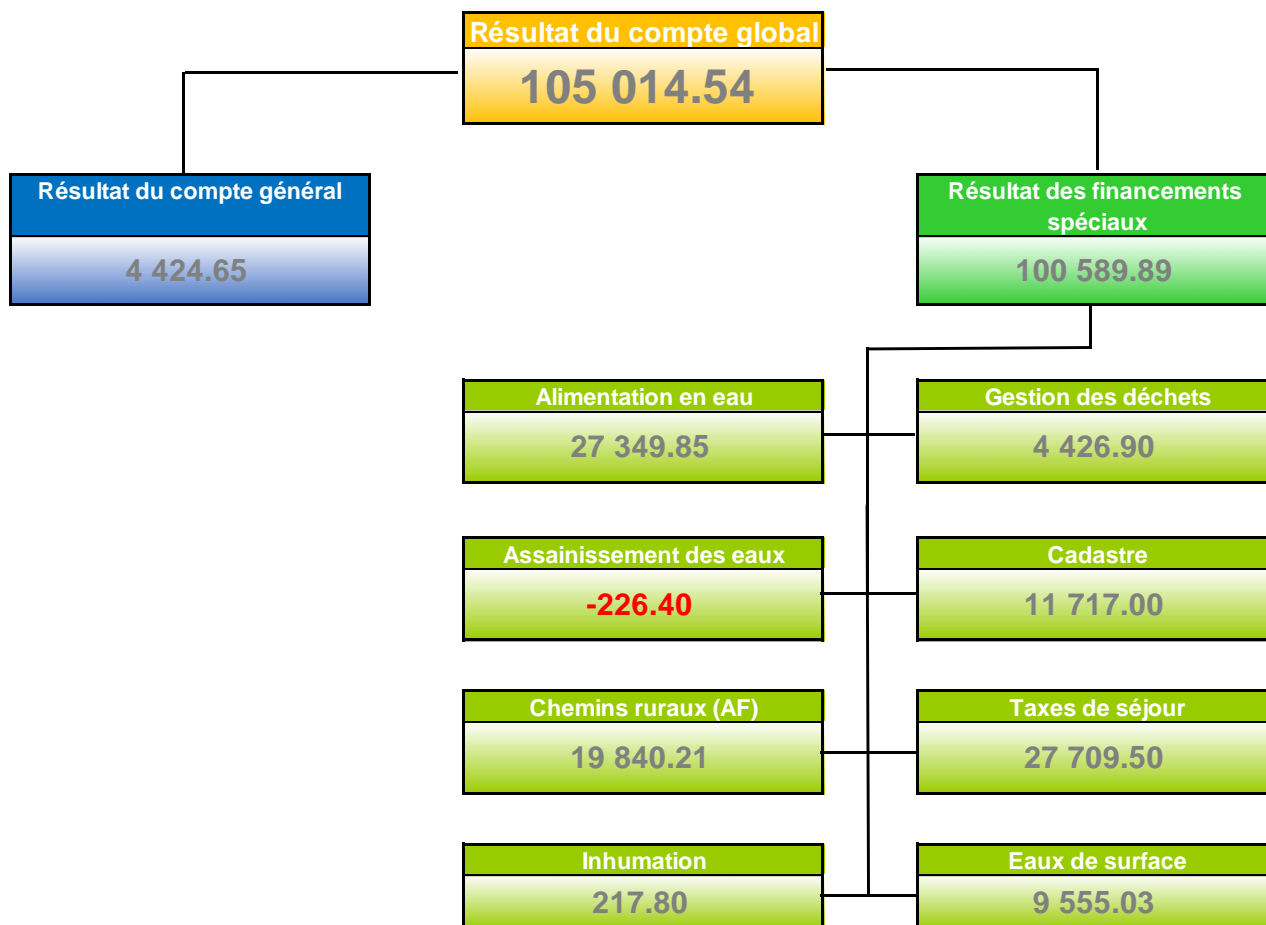 Résultat du compte global
105 014.54
Résultat du compte général
4 424.65
Résultat des financements
spéciaux
100 589.89
Alimentation en eau
27 349.85
Gestion des déchets
4 426.90
Assainissement des eaux
-226.40
Cadastre
11 717.00
Chemins ruraux (AF)
19 840.21
Taxes de séjour
27 709.50
Inhumation
217.80
Eaux de surface
9 555.03